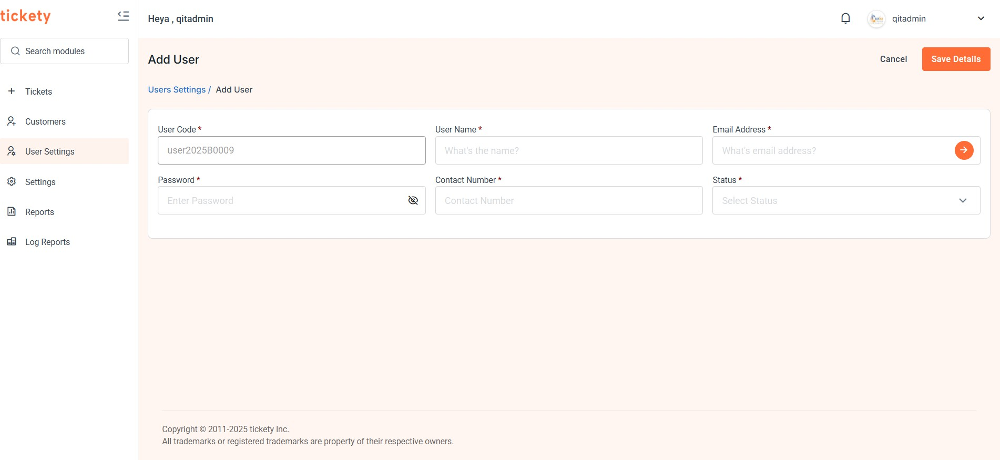 tickety
Search modules
Tickets
Customers
User Settings
Settings
Reports
Log Reports
Heya , qitadmin
qitadmin
Add User
Cancel
Save Details
Users Settings / Add User
User Code *
user2025B0009
User Name *
What's the name?
Email Address *
What's email address?
Password *
Enter Password
Contact Number *
Contact Number
Status *
Select Status
Copyright © 2011-2025 tickety Inc.
All trademarks or registered trademarks are property of their respective owners.